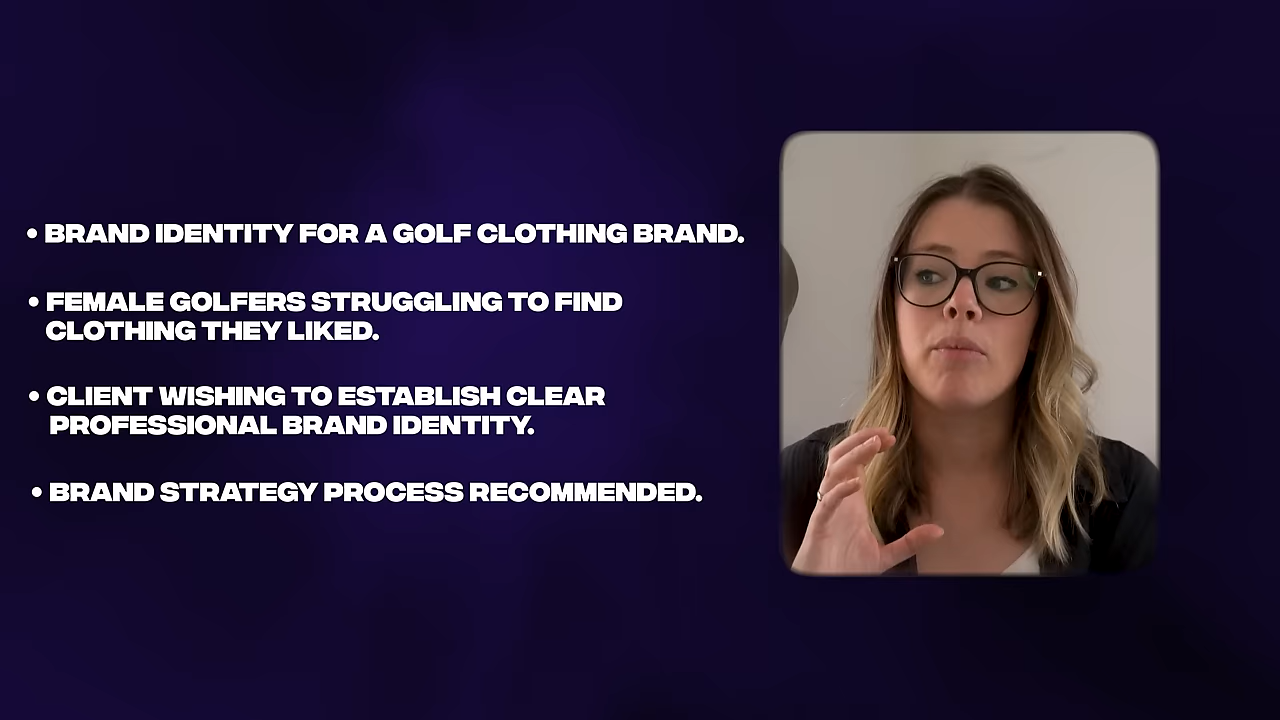 • BRAND IDENTITY FOR A GOLF CLOTHING BRAND.
• FEMALE GOLFERS STRUGGLING TO FIND
CLOTHING THEY LIKED.
• CLIENT WISHING TO ESTABLISH CLEAR
PROFESSIONAL BRAND IDENTITY.
• BRAND STRATEGY PROCESS RECOMMENDED.